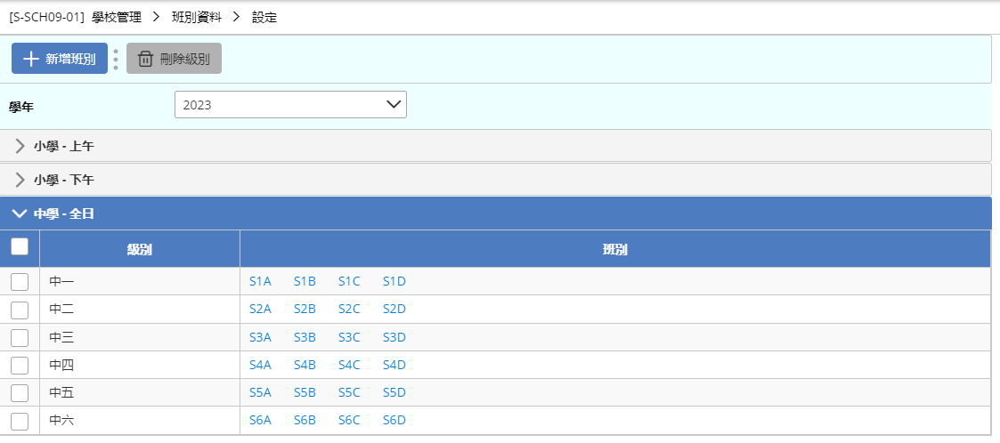 [S-SCH09-01] 學校管理 > 班別資料 > 設定
新增班別 刪除級別
學年 2023
小學 - 上午
小學 - 下午
中學 - 全日
級別 班別
中一 S1A S1B S1C S1D
中二 S2A S2B S2C S2D
中三 S3A S3B S3C S3D
中四 S4A S4B S4C S4D
中五 S5A S5B S5C S5D
中六 S6A S6B S6C S6D